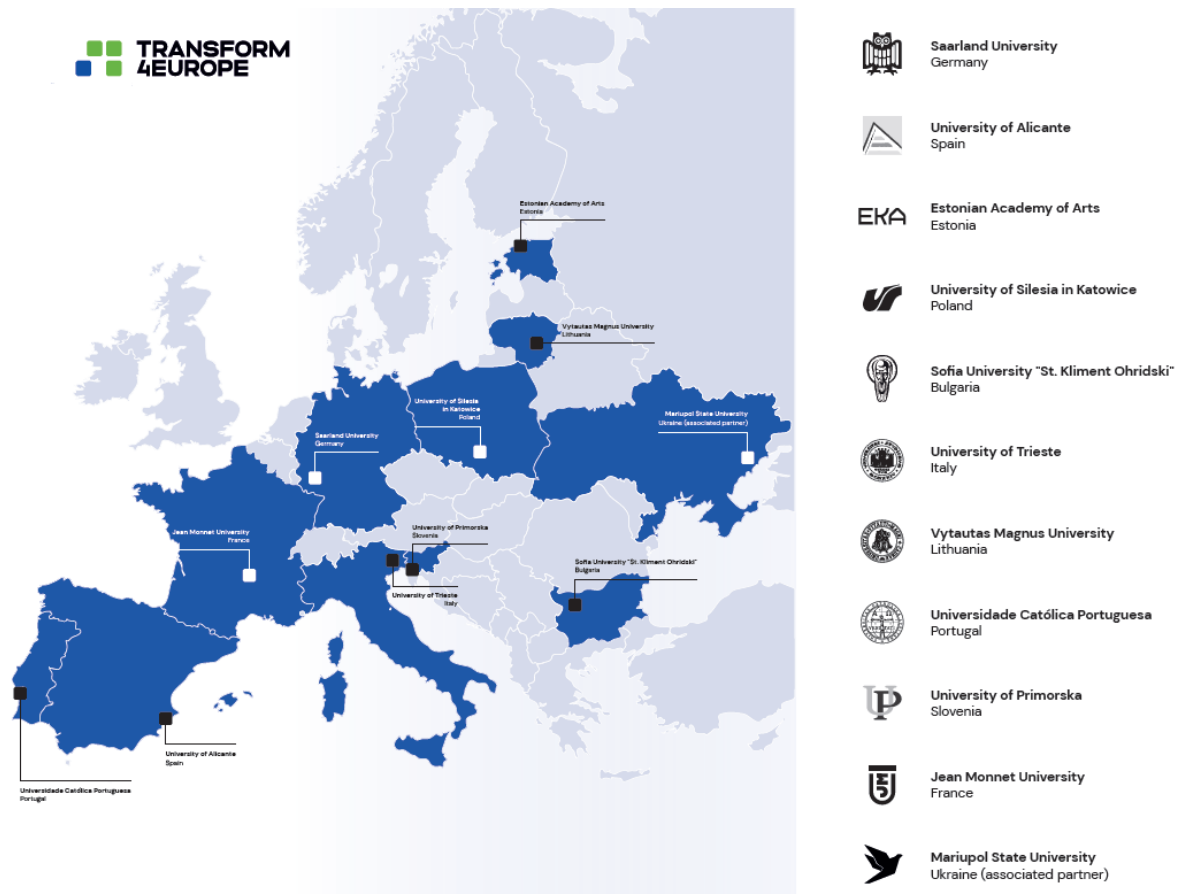 TRANSFORM
4EUROPE
Estonian Academy of Arts
Estonia
Vytautas Magnus University
Lithuania
University of Silesia
in Katowice
Poland
Mariupol State University
Ukraine (associated partner)
Saarland University
Germany
Jean Monnet University
France
University of Primorska
Slovenia
Sofia University "St. Kliment Ohridski"
Bulgaria
University of Trieste
Italy
University of Alicante
Spain
Universidade Católica Portuguesa
Portugal
Saarland University
Germany
University of Alicante
Spain
EKA
Estonian Academy of Arts
Estonia
University of Silesia in Katowice
Poland
Sofia University "St. Kliment Ohridski"
Bulgaria
University of Trieste
Italy
Vytautas Magnus University
Lithuania
Universidade Católica Portuguesa
Portugal
UP
University of Primorska
Slovenia
Jean Monnet University
France
Mariupol State University
Ukraine (associated partner)